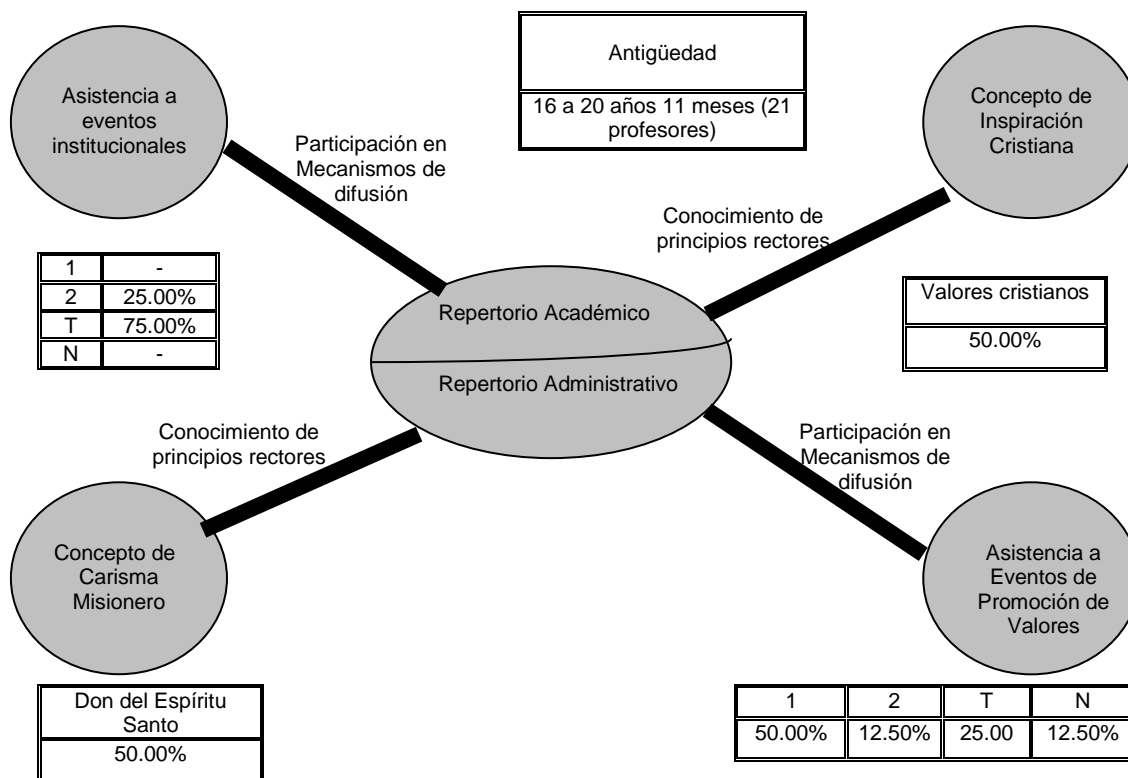 Antigüedad
16 a 20 años 11 meses (21
profesores)
Asistencia a
eventos
institucionales
Participación en
Mecanismos de
difusión
Concepto de
Inspiración
Cristiana
Conocimiento de
principios rectores
1 -
2 25.00%
T 75.00%
N -
Repertorio Académico
Repertorio Administrativo
Valores cristianos
50.00%
Conocimiento de
principios rectores
Participación en
Mecanismos de
difusión
Concepto de
Carisma
Misionero
Asistencia a
Eventos de
Promoción de
Valores
Don del Espíritu
Santo
50.00%
1 2 T N
50.00% 12.50% 25.00 12.50%